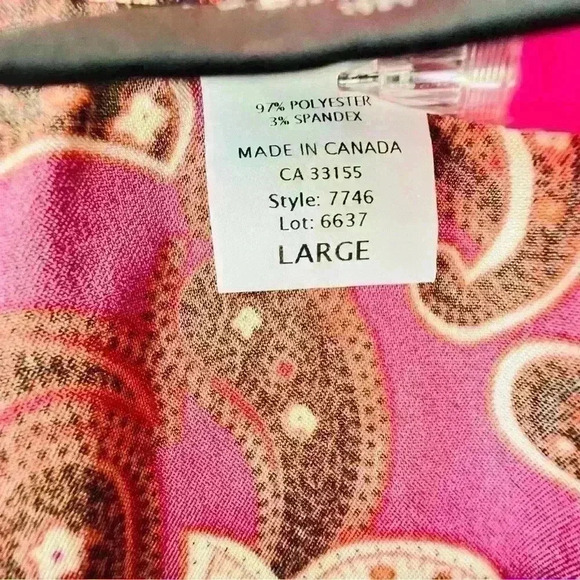 97% POLYESTER
3% SPANDEX
MADE IN CANADA
CA 33155
Style: 7746
Lot: 6637
LARGE